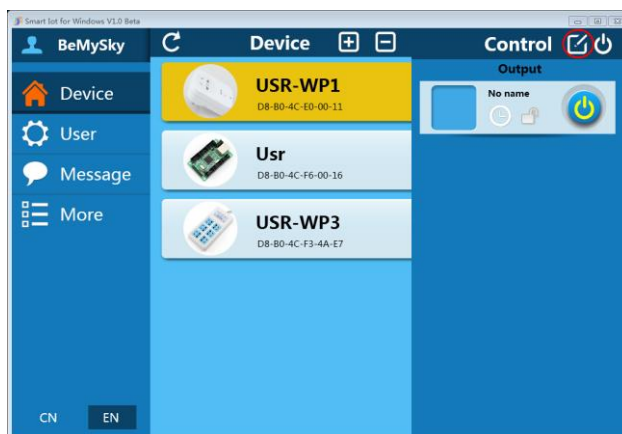 Smart Iot for Windows V1.0 Beta
BeMySky
Device
User
Message
More
CN EN
Device
USR-WP1
D8-B0-4C-E0-00-11
Usr
D8-B0-4C-F6-00-16
USR-WP3
D8-B0-4C-F3-4A-E7
Control
Output
No name